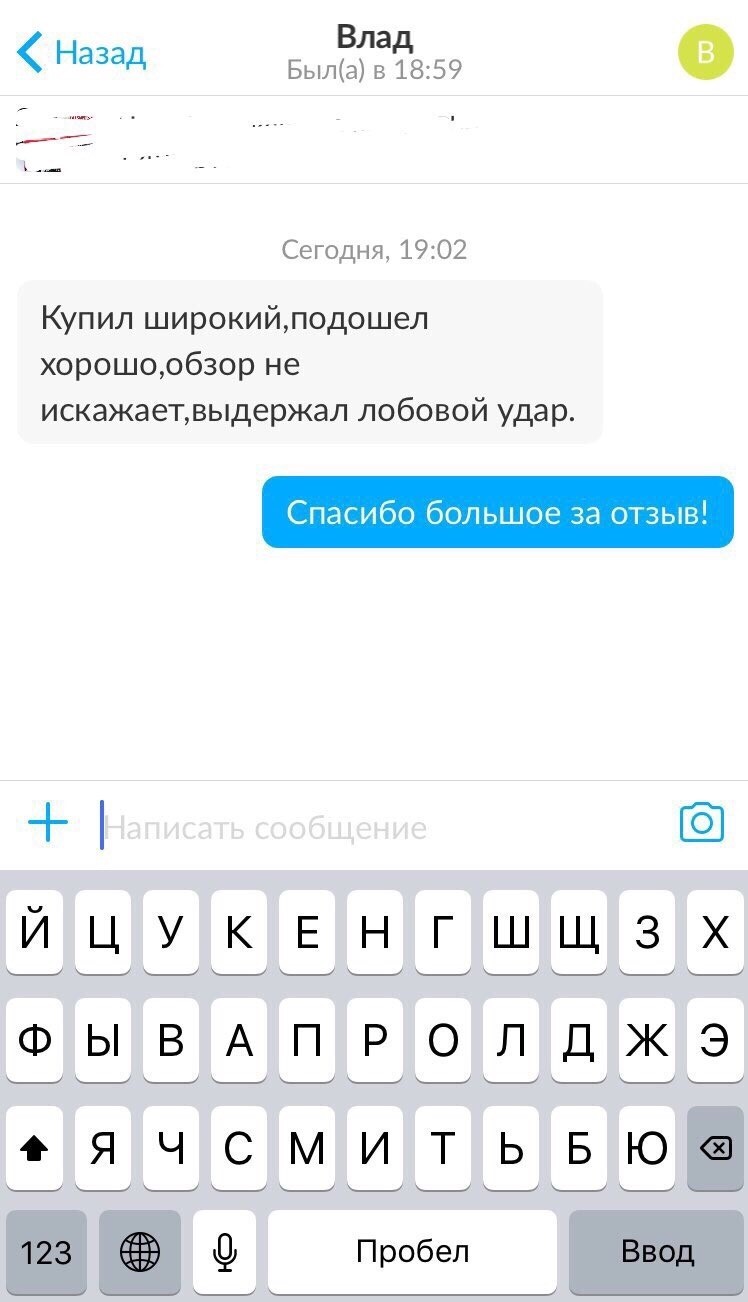 Назад
Влад
Был(а) в 18:59
В
Сегодня, 19:02
Купил широкий,подошел
хорошо,обзор не
искажает,выдержал лобовой удар.
Спасибо большое за отзыв!
Написать сообщение
Й Ц У К Е Н Г Ш Щ З Х
Ф Ы В А П Р О Л Д Ж Э
Я Ч С М И Т Ь Б Ю
123 Пробел Ввод